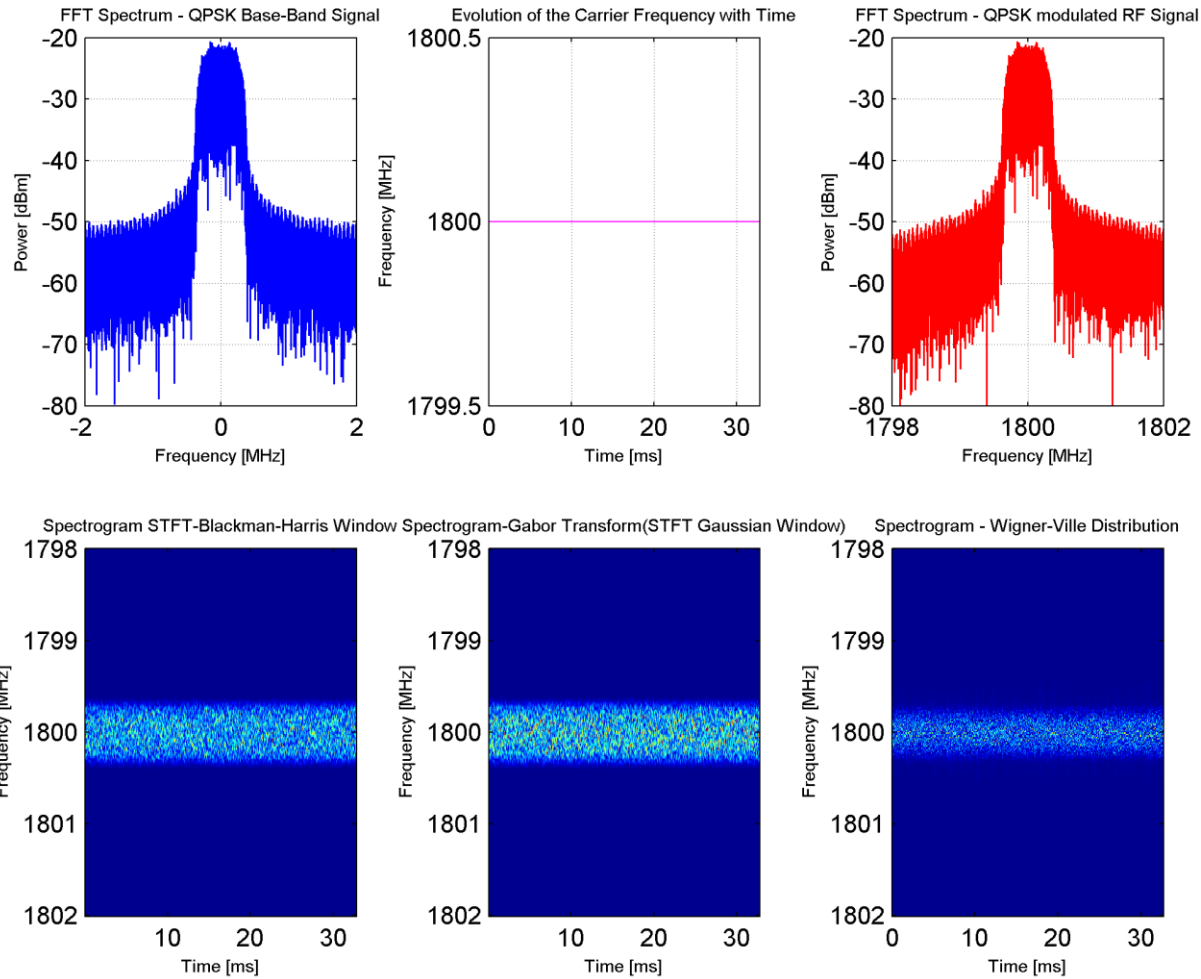 FFT Spectrum - QPSK Base-Band Signal
-20
-30
-40
-50
-60
-70
-80
Power [dBm]
-2
0
2
Frequency [MHz]
Evolution of the Carrier Frequency with Time
1800.5
1800
1799.5
Frequency [MHz]
0
10
20
30
Time [ms]
FFT Spectrum - QPSK modulated RF Signal
-20
-30
-40
-50
-60
-70
-80
Power [dBm]
1798
1800
1802
Frequency [MHz]
Spectrogram STFT-Blackman-Harris Window
1798
1799
1800
1801
1802
Frequency [MHz]
10
20
30
Time [ms]
Spectrogram-Gabor Transform(STFT Gaussian Window)
1798
1799
1800
1801
1802
Frequency [MHz]
10
20
30
Time [ms]
Spectrogram - Wigner-Ville Distribution
1798
1799
1800
1801
1802
Frequency [MHz]
0
10
20
30
Time [ms]